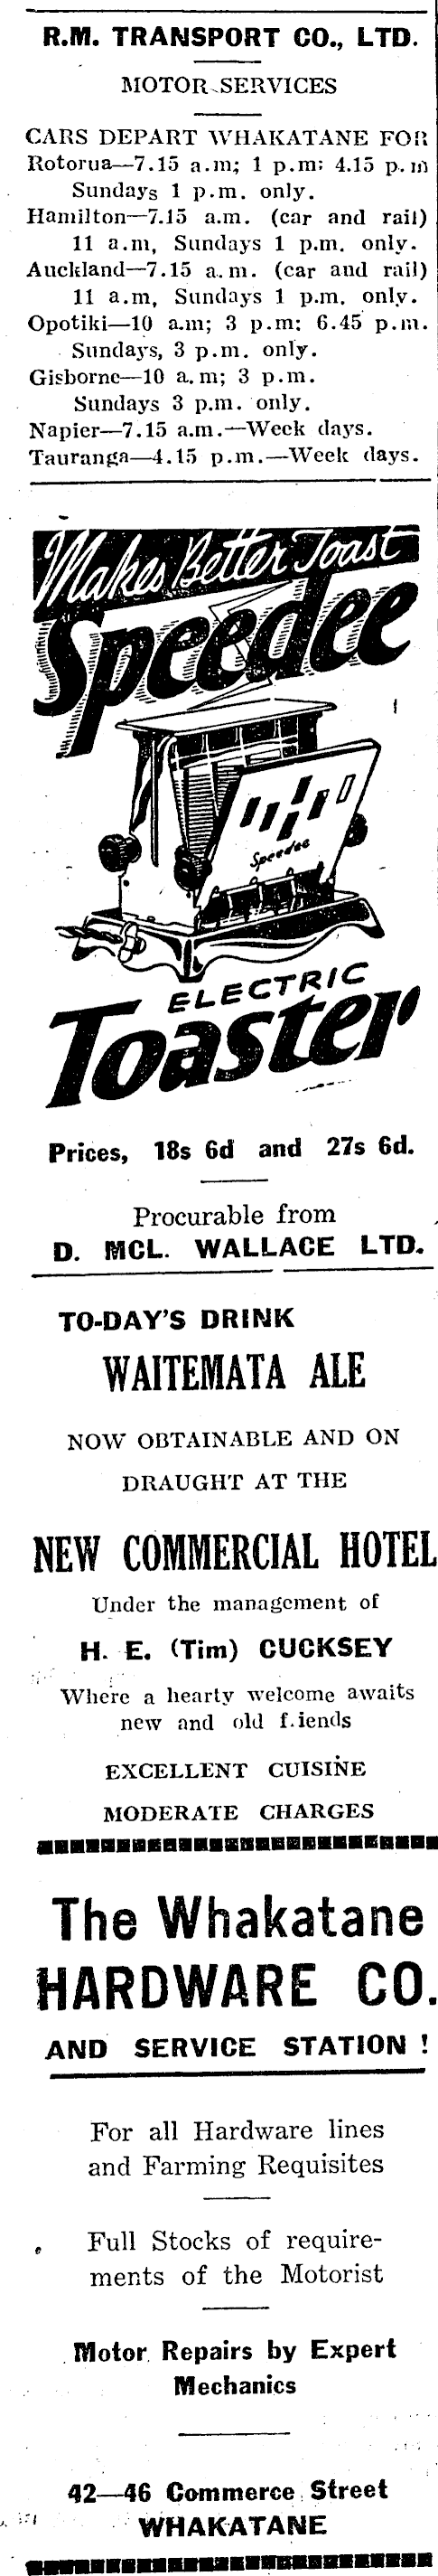 R.M. TRANSPORT CO., LTD.
MOTOR SERVICES
CARS DEPART WHAKATANE FOR
Rotorua—7.15 a.m; 1 p.m: 4.15 p.m
Sundays 1 p.m. only.
Hamilton—7.15 a.m. (car and rail)
11 a.m, Sundays 1 p.m. only.
Auckland—7.15 a.m. (car and rail)
11 a.m, Sundays 1 p.m. only.
Opotiki—10 a.m; 3 p.m: 6.45 p.m.
Sundays, 3 p.m. only.
Gisborne—10 a.m; 3 p.m.
Sundays 3 p.m. only.
Napier—7.15 a.m.—Week days.
Tauranga—4.15 p.m.—Week days.
Makes Better Toast
Speedee
Speedee
ELECTRIC
Toaster
Prices, 18s 6d and 27s 6d.
Procurable from
D. MCL. WALLACE LTD.
TO-DAY'S DRINK
WAITEMATA ALE
NOW OBTAINABLE AND ON
DRAUGHT AT THE
NEW COMMERCIAL HOTEL
Under the management of
H. E. (Tim) CUCKSEY
Where a hearty welcome awaits
new and old f.iends
EXCELLENT CUISINE
MODERATE CHARGES
The Whakatane
HARDWARE CO.
AND SERVICE STATION !
For all Hardware lines
and Farming Requisites
Full Stocks of require-
ments of the Motorist
Motor Repairs by Expert
Mechanics
42—46 Commerce Street
WHAKATANE